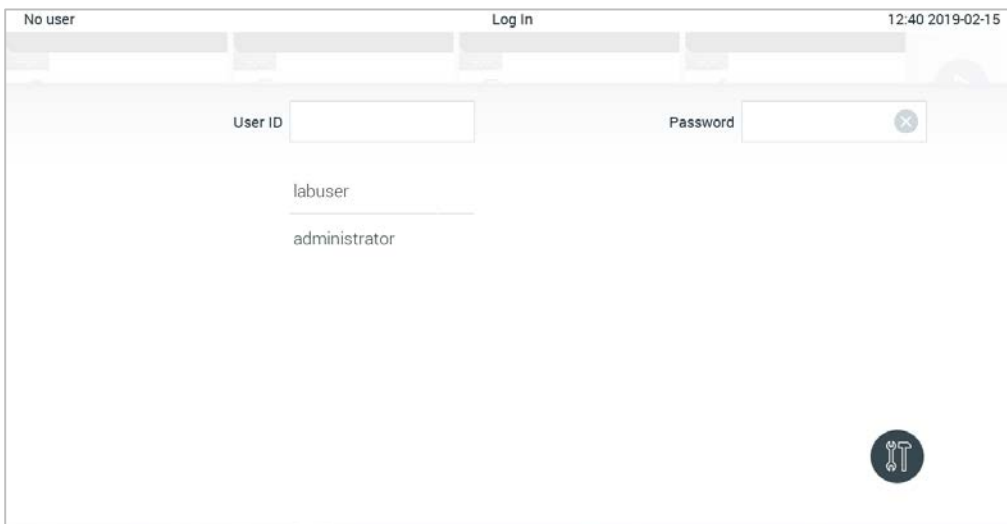 No user Log In 12:40 2019-02-15
User ID Password
labuser
administrator